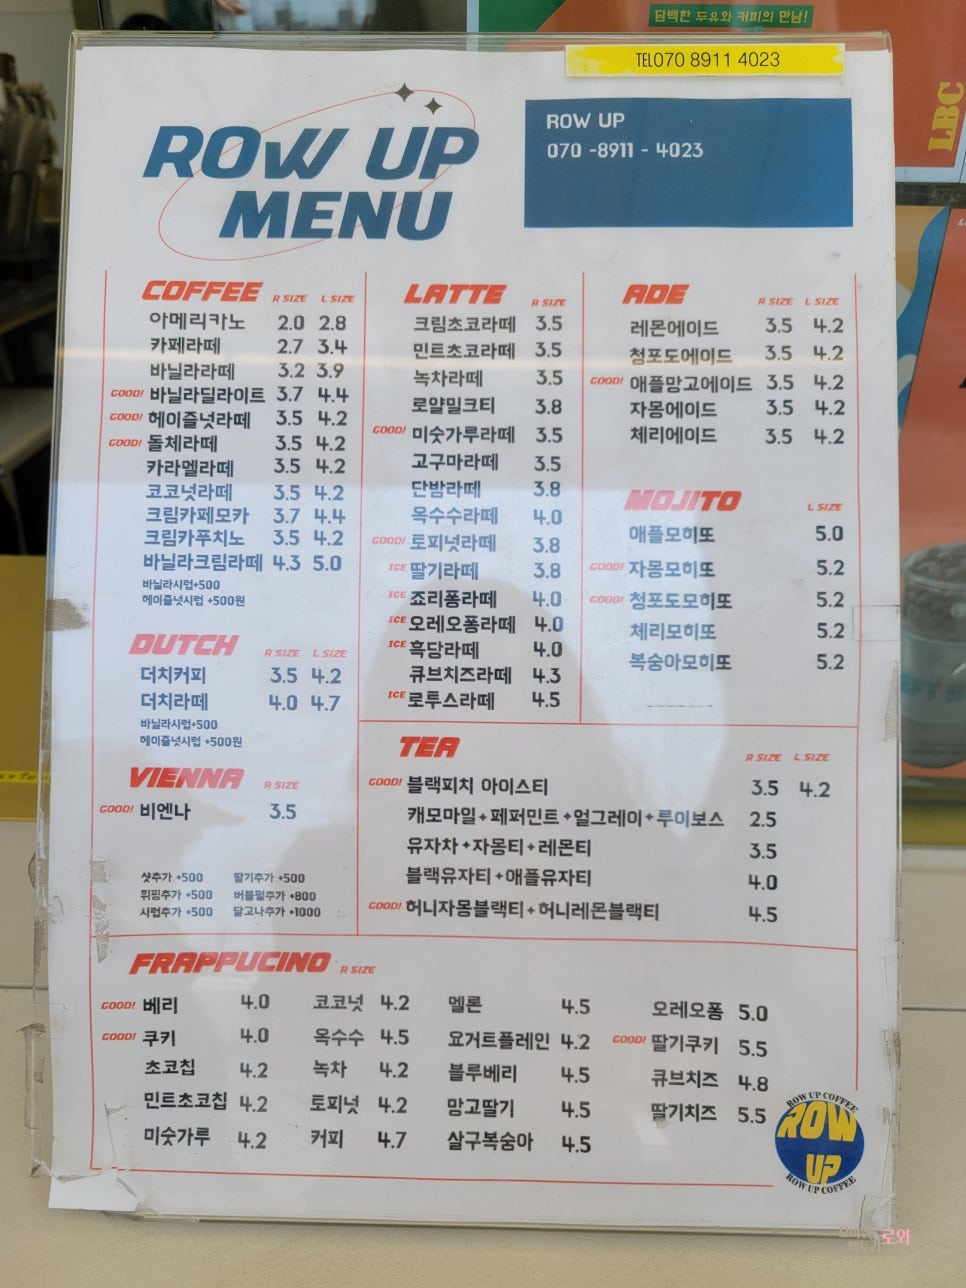 담백한 두유와 커피의 만남!
LBC
TEL070 8911 4023
ROW UP
MENU
ROW UP
070 -8911 - 4023
COFFEE R SIZE L SIZE
아메리카노 2.0 2.8
카페라떼 2.7 3.4
바닐라라떼 3.2 3.9
GOOD! 바닐라딜라이트 3.7 4.4
GOOD! 헤이즐넛라떼 3.5 4.2
GOOD! 돌체라떼 3.5 4.2
카라멜라떼 3.5 4.2
코코넛라떼 3.5 4.2
크림카페모카 3.7 4.4
크림카푸치노 3.5 4.2
바닐라크림라떼 4.3 5.0
바닐라시럽+500
헤이즐넛시럽 +500원
DUTCH R SIZE L SIZE
더치커피 3.5 4.2
더치라떼 4.0 4.7
바닐라시럽+500
헤이즐넛시럽 +500원
VIENNA R SIZE
GOOD! 비엔나 3.5
샷추가 +500 딸기추가 +500
휘핑추가 +500 버블펄추가 +800
시럽추가 +500 달고나추가 +1000
LATTE R SIZE
크림초코라떼 3.5
민트초코라떼 3.5
녹차라떼 3.5
로얄밀크티 3.8
GOOD! 미숫가루라떼 3.5
고구마라떼 3.5
단밤라떼 3.8
옥수수라떼 4.0
GOOD! 토피넛라떼 3.8
ICE 딸기라떼 3.8
ICE 죠리퐁라떼 4.0
ICE 오레오퐁라떼 4.0
ICE 흑당라떼 4.0
큐브치즈라떼 4.3
ICE 로투스라떼 4.5
ADE R SIZE L SIZE
레몬에이드 3.5 4.2
청포도에이드 3.5 4.2
GOOD! 애플망고에이드 3.5 4.2
자몽에이드 3.5 4.2
체리에이드 3.5 4.2
MOJITO L SIZE
애플모히또 5.0
GOOD! 자몽모히또 5.2
GOOD! 청포도모히또 5.2
체리모히또 5.2
복숭아모히또 5.2
TEA R SIZE L SIZE
GOOD! 블랙피치 아이스티 3.5 4.2
캐모마일✦페퍼민트✦얼그레이✦루이보스 2.5
유자차✦자몽티✦레몬티 3.5
블랙유자티✦애플유자티 4.0
GOOD! 허니자몽블랙티✦허니레몬블랙티 4.5
FRAPPUCINO R SIZE
GOOD! 베리 4.0 코코넛 4.2 멜론 4.5 오레오퐁 5.0
GOOD! 쿠키 4.0 옥수수 4.5 요거트플레인 4.2 GOOD! 딸기쿠키 5.5
초코칩 4.2 녹차 4.2 블루베리 4.5 큐브치즈 4.8
민트초코칩 4.2 토피넛 4.2 망고딸기 4.5 딸기치즈 5.5
미숫가루 4.2 커피 4.7 살구복숭아 4.5
ROW UP COFFEE
ROW
UP
ROW UP COFFEE
로와